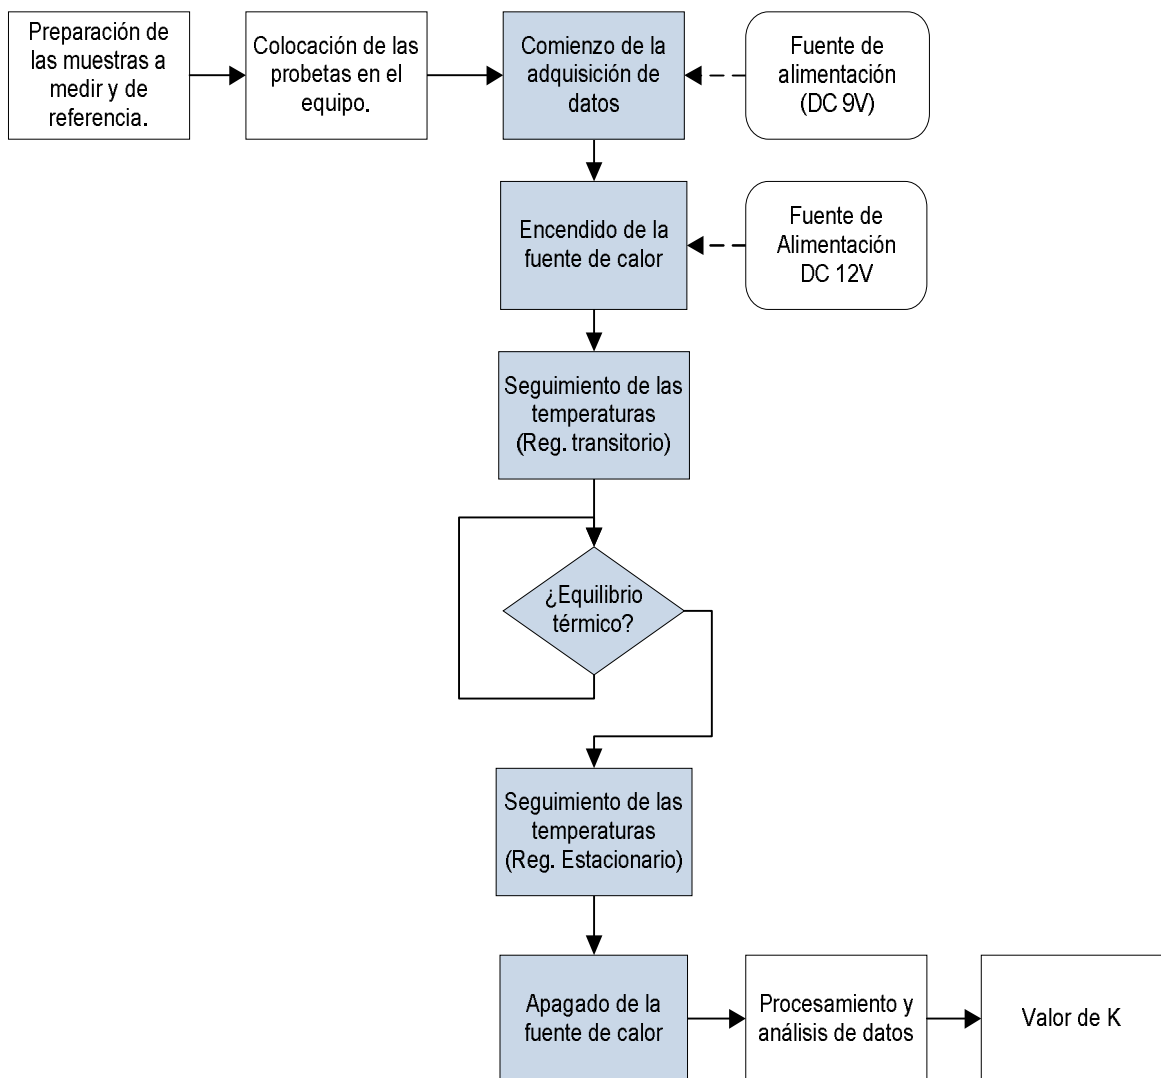 Preparación de
las muestras a
medir y de
referencia.
Colocación de las
probetas en el
equipo.
Comienzo de la
adquisición de
datos
Fuente de
alimentación
(DC 9V)
Encendido de la
fuente de calor
Fuente de
Alimentación
DC 12V
Seguimiento de las
temperaturas
(Reg. transitorio)
¿Equilibrio
térmico?
Seguimiento de las
temperaturas
(Reg. Estacionario)
Apagado de la
fuente de calor
Procesamiento y
análisis de datos
Valor de K